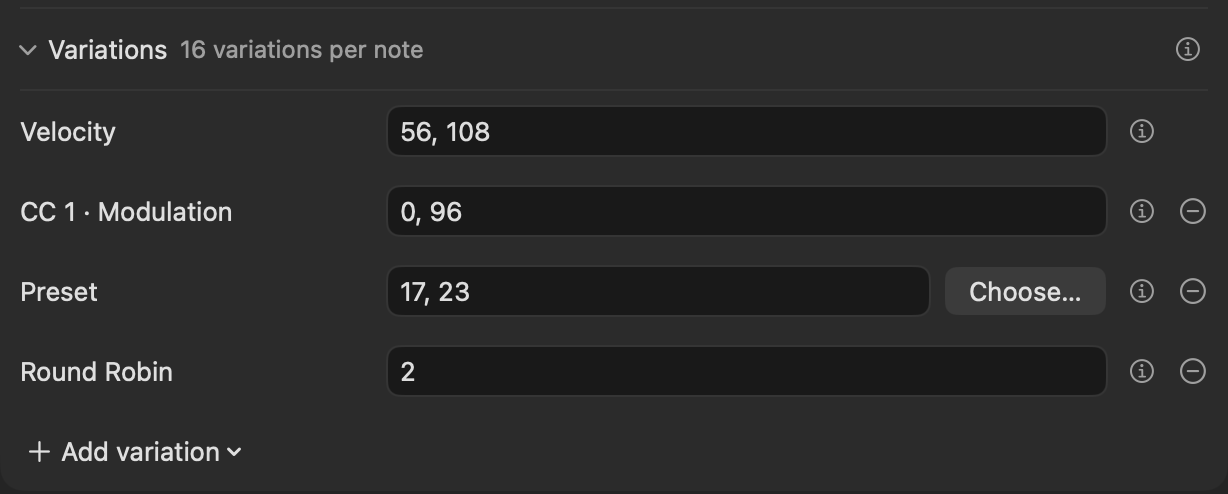 Variations 16 variations per note
Velocity 56, 108
CC 1 · Modulation 0, 96
Preset 17, 23 Choose...
Round Robin 2
+ Add variation